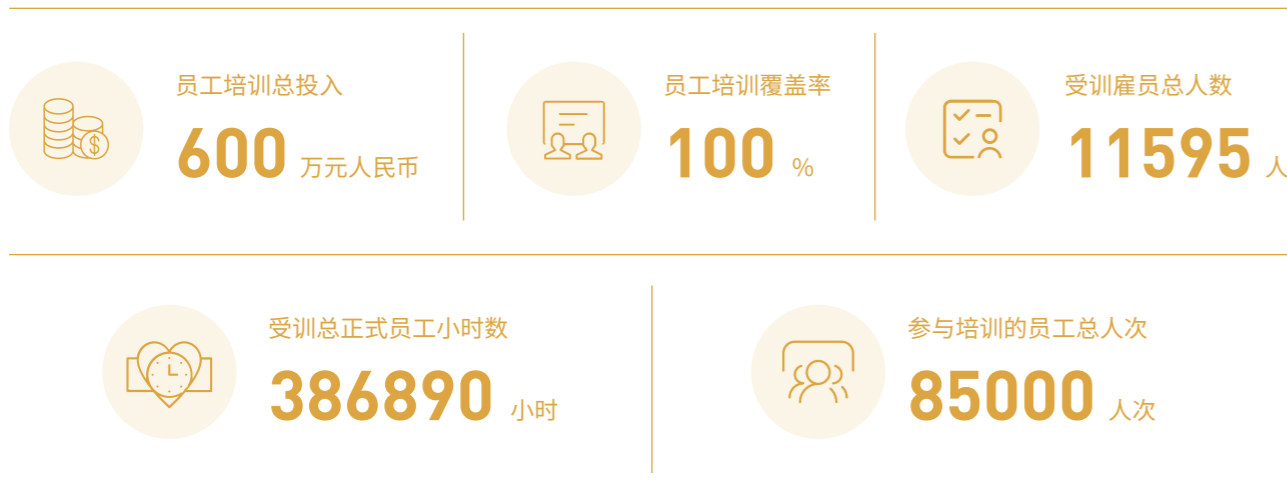 员工培训总投入
600 万元人民币
员工培训覆盖率
100 %
受训雇员总人数
11595 人
受训总正式员工小时数
386890 小时
参与培训的员工总人次
85000 人次